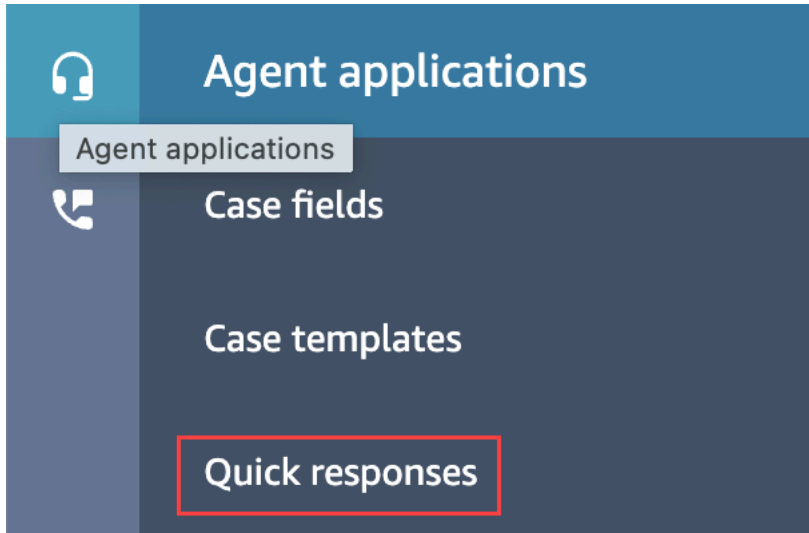 Agent applications
Agent applications
Case fields
Case templates
Quick responses